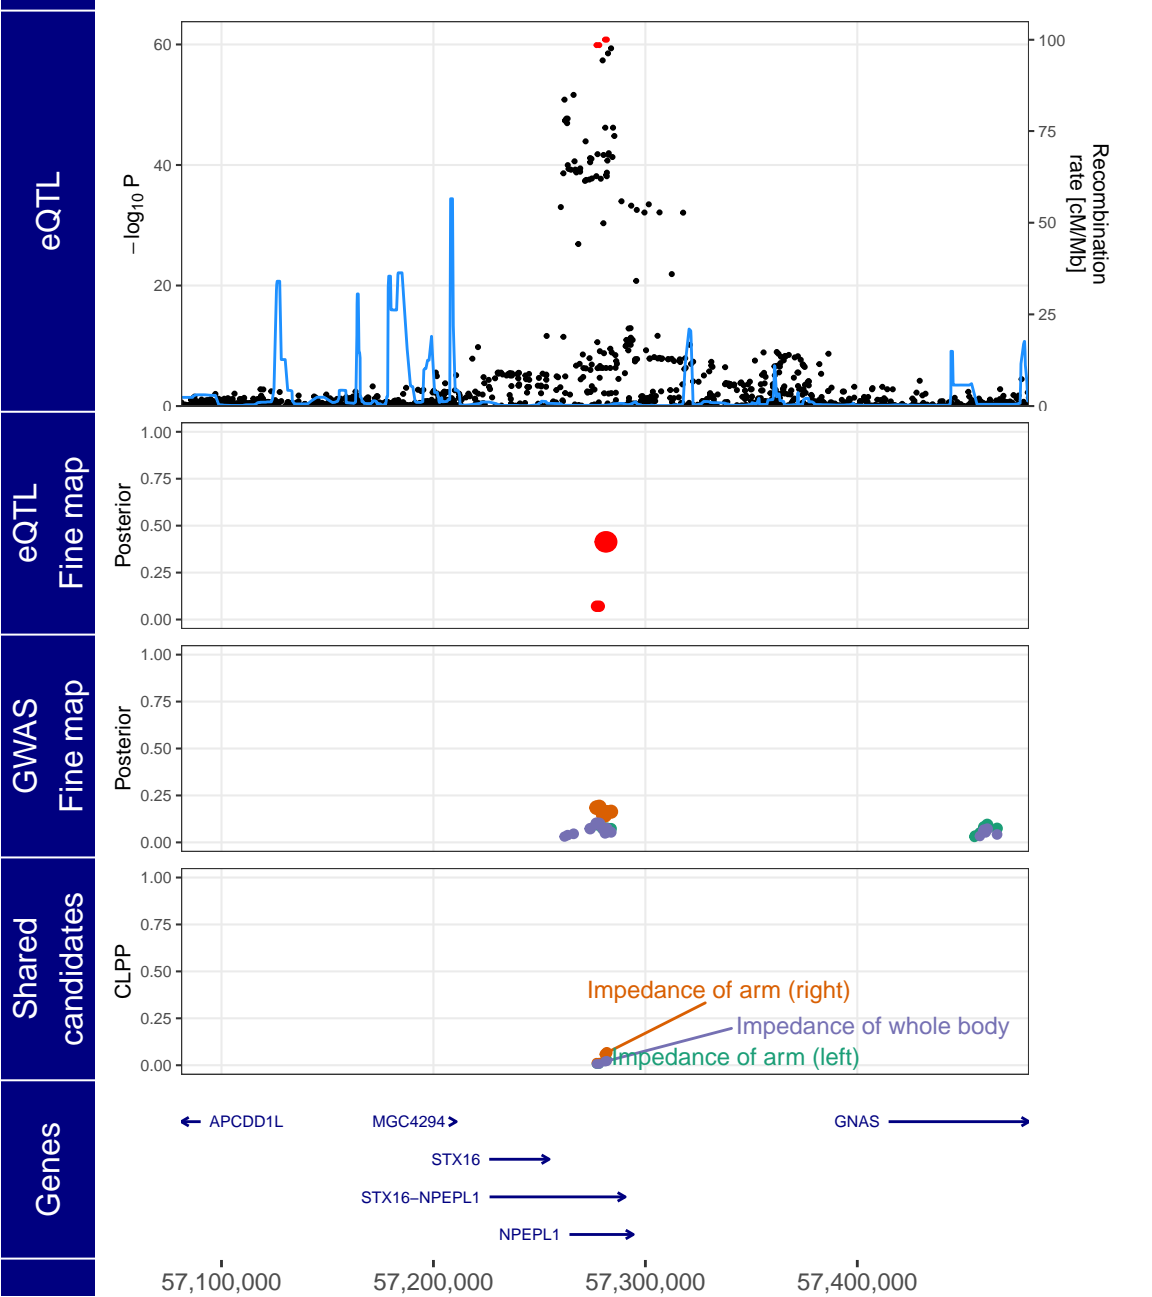 eQTL
−log10 P
60
40
20
0
100
75
50
25
0
Recombination
rate [cM/Mb]
eQTL
Fine map
Posterior
1.00
0.75
0.50
0.25
0.00
GWAS
Fine map
Posterior
1.00
0.75
0.50
0.25
0.00
Shared
candidates
CLPP
1.00
0.75
0.50
0.25
0.00
Impedance of arm (right)
Impedance of whole body
Impedance of arm (left)
Genes
APCDD1L
MGC4294
GNAS
STX16
STX16−NPEPL1
NPEPL1
57,100,000
57,200,000
57,300,000
57,400,000